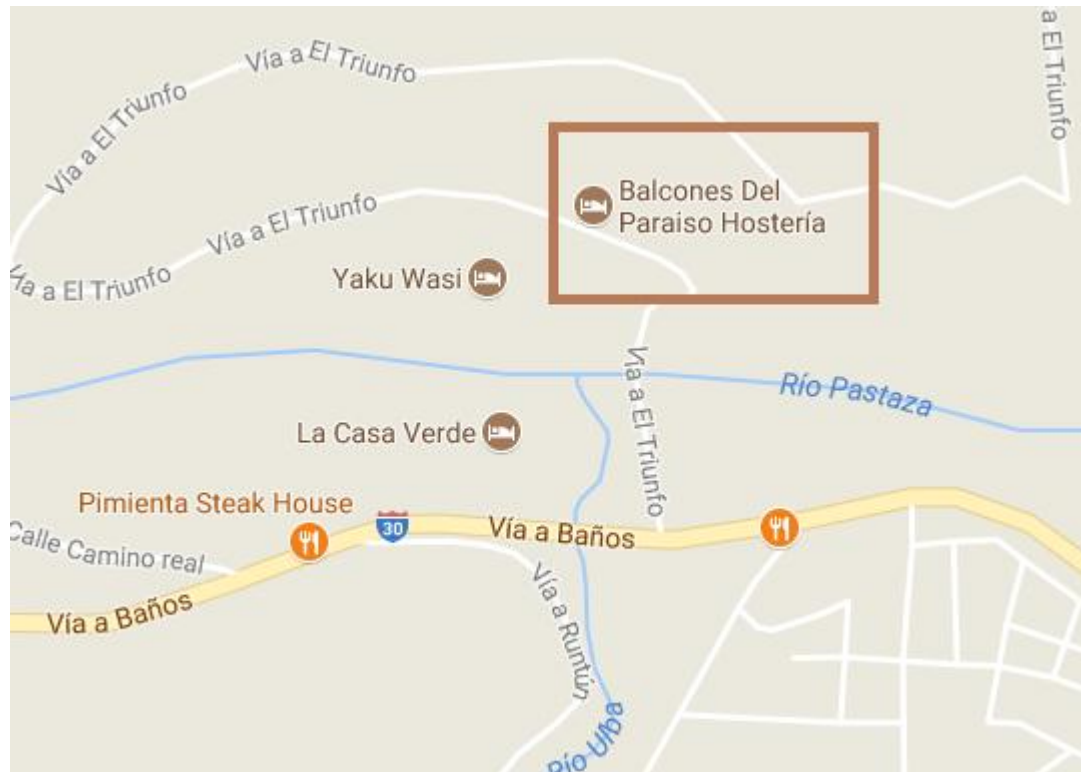 a El Triunfo
Vía a El Triunfo
Vía a El Triunfo
Vía a El Triunfo
Vía a El Triunfo
Balcones Del
Paraiso Hostería
Yaku Wasi
Vía a El Triunfo
Río Pastaza
La Casa Verde
Pimienta Steak House
30
Vía a Baños
Calle Camino real
Vía a Baños
Vía a Runtún
Río Ulba